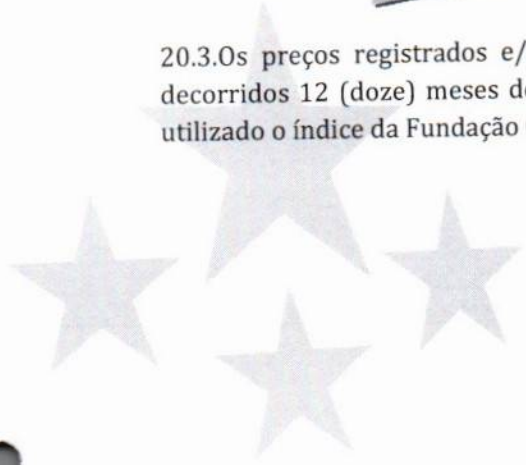 20.3.Os preços registrados e/
decorridos 12 (doze) meses d
utilizado o índice da Fundação